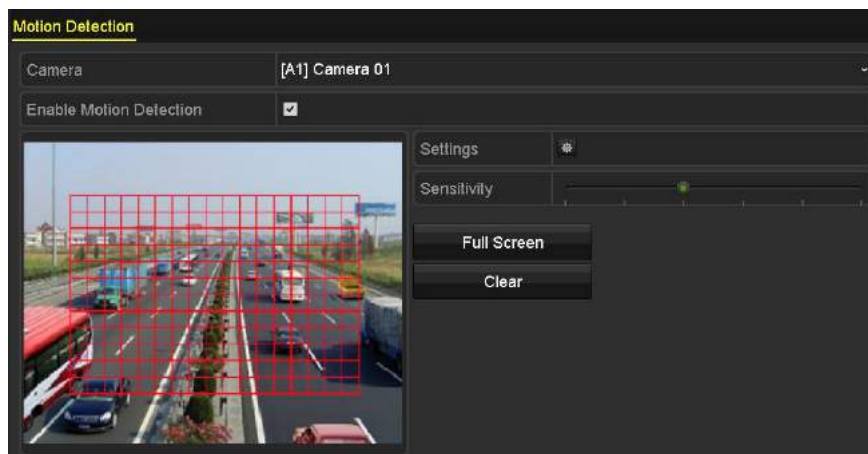 Motion Detection
Camera [A1] Camera 01
Enable Motion Detection
Settings
Sensitivity
Full Screen
Clear